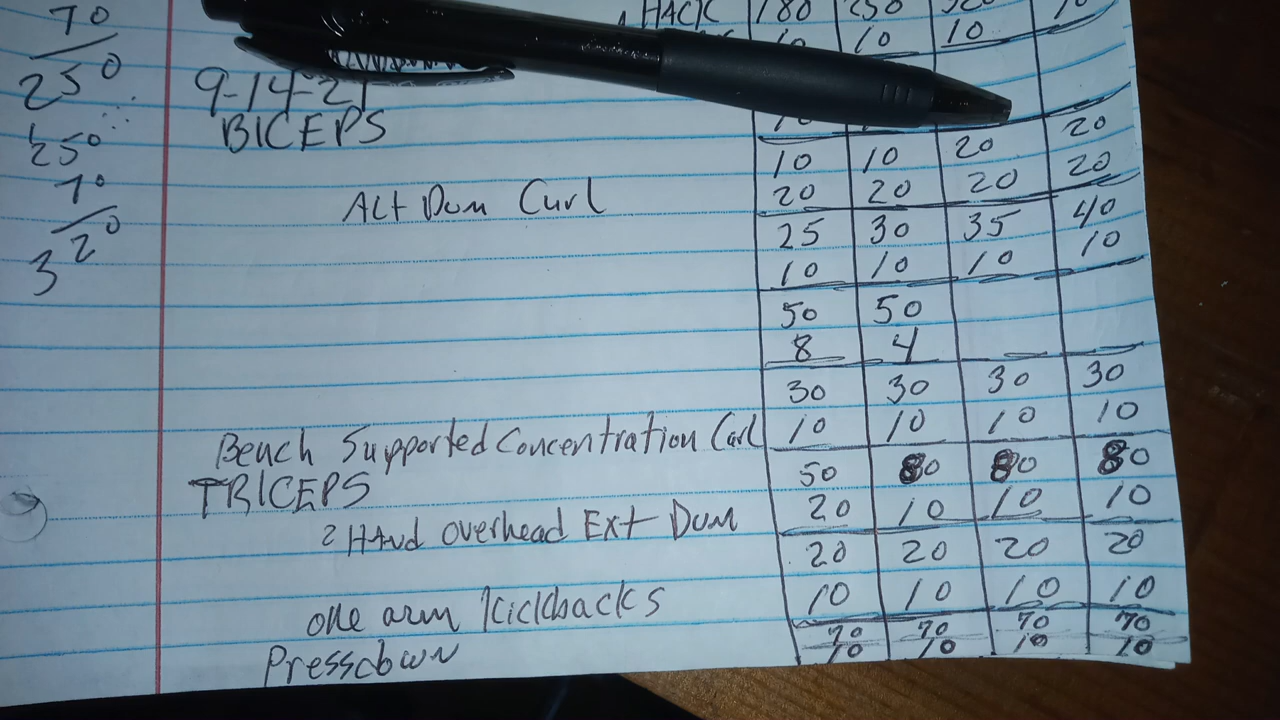 HACK 180 250
10 10 10
70
250
9-14-21
BICEPS
250
70
320
10 10 20 20
Alt Dum Curl 20 20 20 20
25 30 35 40
10 10 10 10
50 50
8 4
30 30 30 30
Bench Supported Concentration Curl 10 10 10 10
TRICEPS 50 80 80 80
2 HAnd overhead Ext Dum 20 10 10 10
20 20 20 20
one arm kickbacks 10 10 10 10
70 70 70 70
Pressdown 10 10 10 10